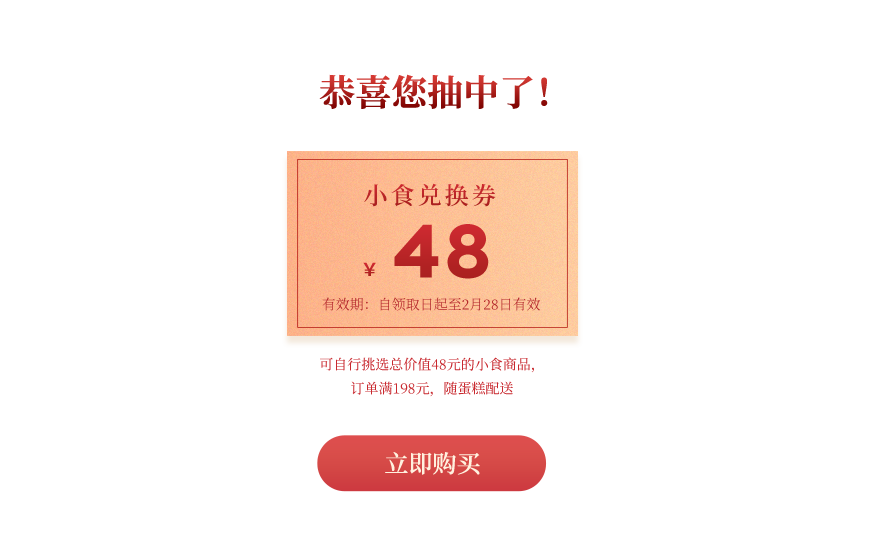 恭喜您抽中了!
小食兑换券
¥ 48
有效期：自领取日起至2月28日有效
可自行挑选总价值48元的小食商品，
订单满198元，随蛋糕配送
立即购买